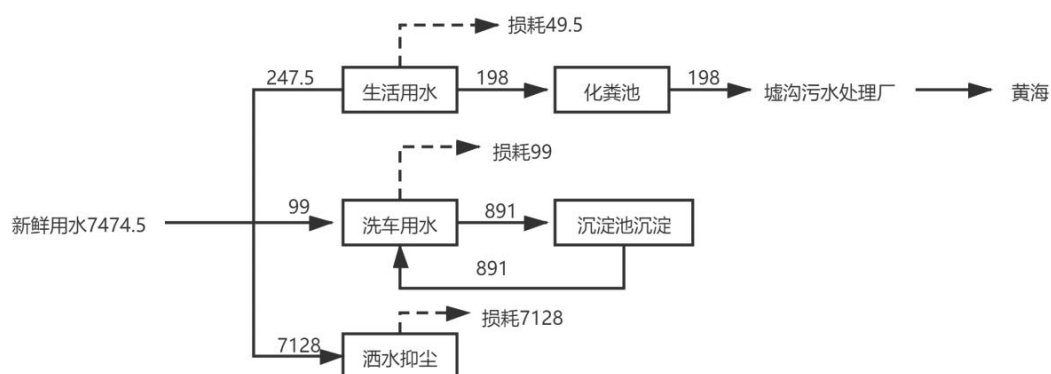 损耗49.5
247.5
生活用水
198
化粪池
198
墟沟污水处理厂
黄海
损耗99
新鲜用水7474.5
99
洗车用水
891
沉淀池沉淀
891
损耗7128
7128
洒水抑尘